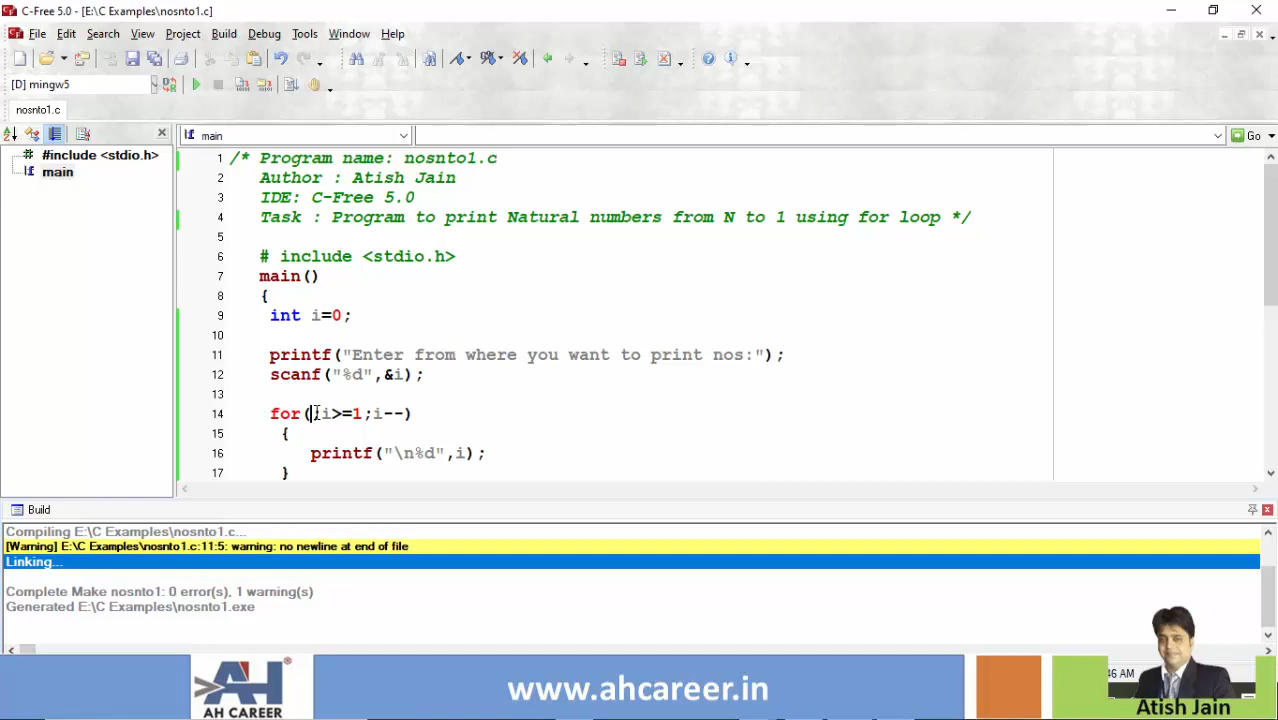 C-Free 5.0 - [E:\C Examples\nosnto1.c]
File Edit Search View Project Build Debug Tools Window Help
[D] mingw5
nosnto1.c
main
Go
#include <stdio.h>
main
1 /* Program name: nosnto1.c
2 Author : Atish Jain
3 IDE: C-Free 5.0
4 Task : Program to print Natural numbers from N to 1 using for loop */
5
6 # include <stdio.h>
7 main()
8 {
9 int i=0;
10
11 printf("Enter from where you want to print nos:");
12 scanf("%d",&i);
13
14 for(;i>=1;i--)
15 {
16 printf("\n%d",i);
17 }
Build
Compiling E:\C Examples\nosnto1.c...
[Warning] E:\C Examples\nosnto1.c:11:5: warning: no newline at end of file
Linking...
Complete Make nosnto1: 0 error(s), 1 warning(s)
Generated E:\C Examples\nosnto1.exe
AH
AH CAREER
www.ahcareer.in
46 AM
Atish Jain